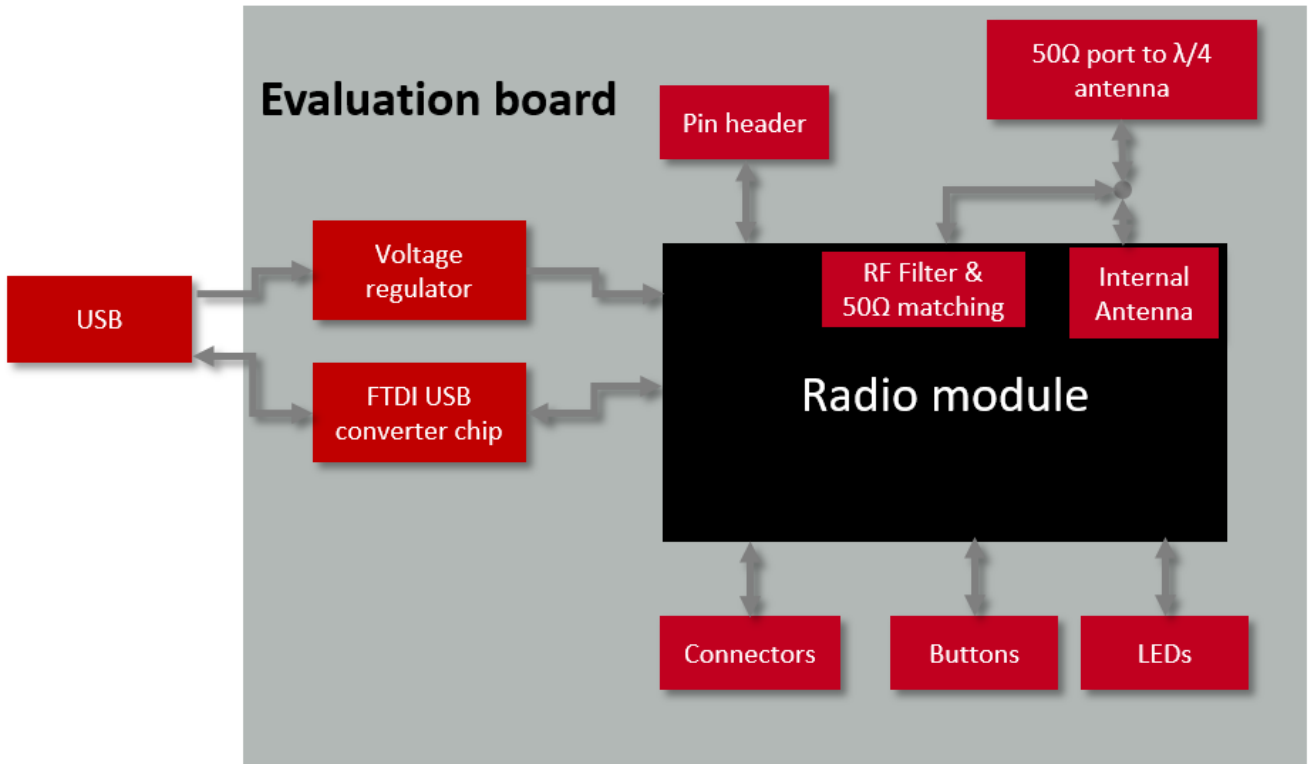 50Ω port to λ/4
antenna
Evaluation board
Pin header
Voltage
regulator
RF Filter &
50Ω matching
Internal
Antenna
USB
FTDI USB
converter chip
Radio module
Connectors
Buttons
LEDs